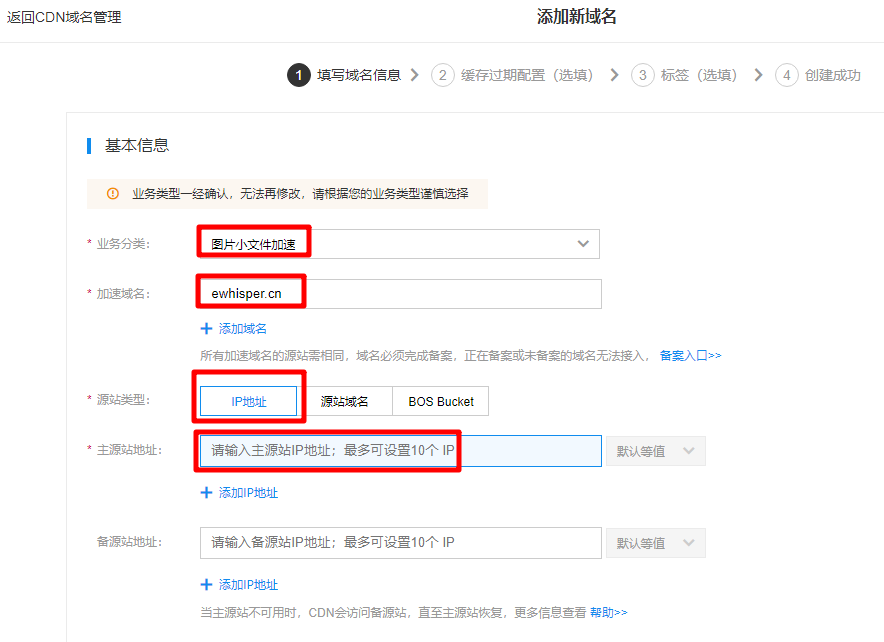 返回CDN域名管理
添加新域名
1 填写域名信息 2 缓存过期配置（选填） 3 标签（选填） 4 创建成功
基本信息
业务类型一经确认，无法再修改，请根据您的业务类型谨慎选择
* 业务分类： 图片小文件加速
* 加速域名： ewhisper.cn
+ 添加域名
所有加速域名的源站需相同，域名必须完成备案，正在备案或未备案的域名无法接入， 备案入口>>
* 源站类型： IP地址 源站域名 BOS Bucket
* 主源站地址： 请输入主源站IP地址；最多可设置10个 IP 默认等值
+ 添加IP地址
备源站地址： 请输入备源站IP地址；最多可设置10个 IP 默认等值
+ 添加IP地址
当主源站不可用时，CDN会访问备源站，直至主源站恢复，更多信息查看 帮助>>